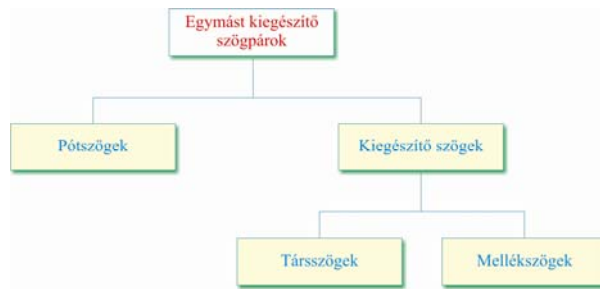 Egymást kiegészítő
szögpárok
Pótszögek
Kiegészítő szögek
Társszögek
Mellékszögek